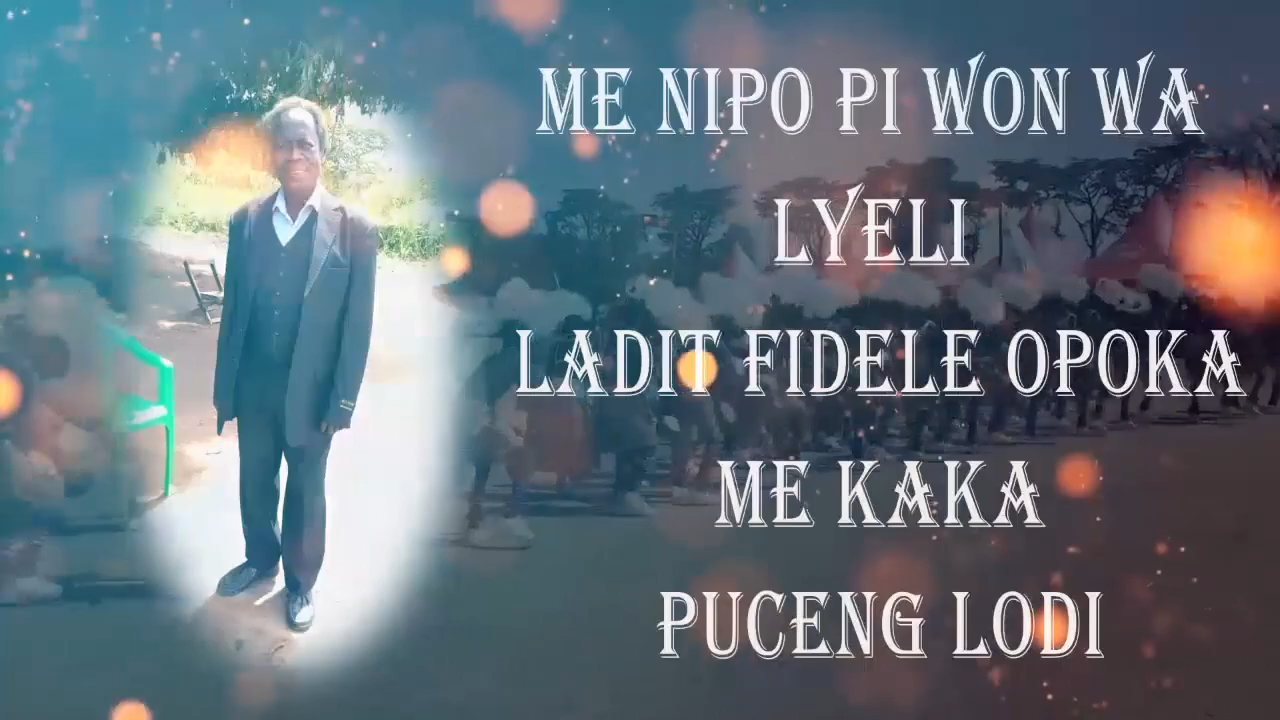 ME NIPO PI WON WA
LYELI
LADIT FIDELE OPOKA
ME KAKA
PUCENG LODI